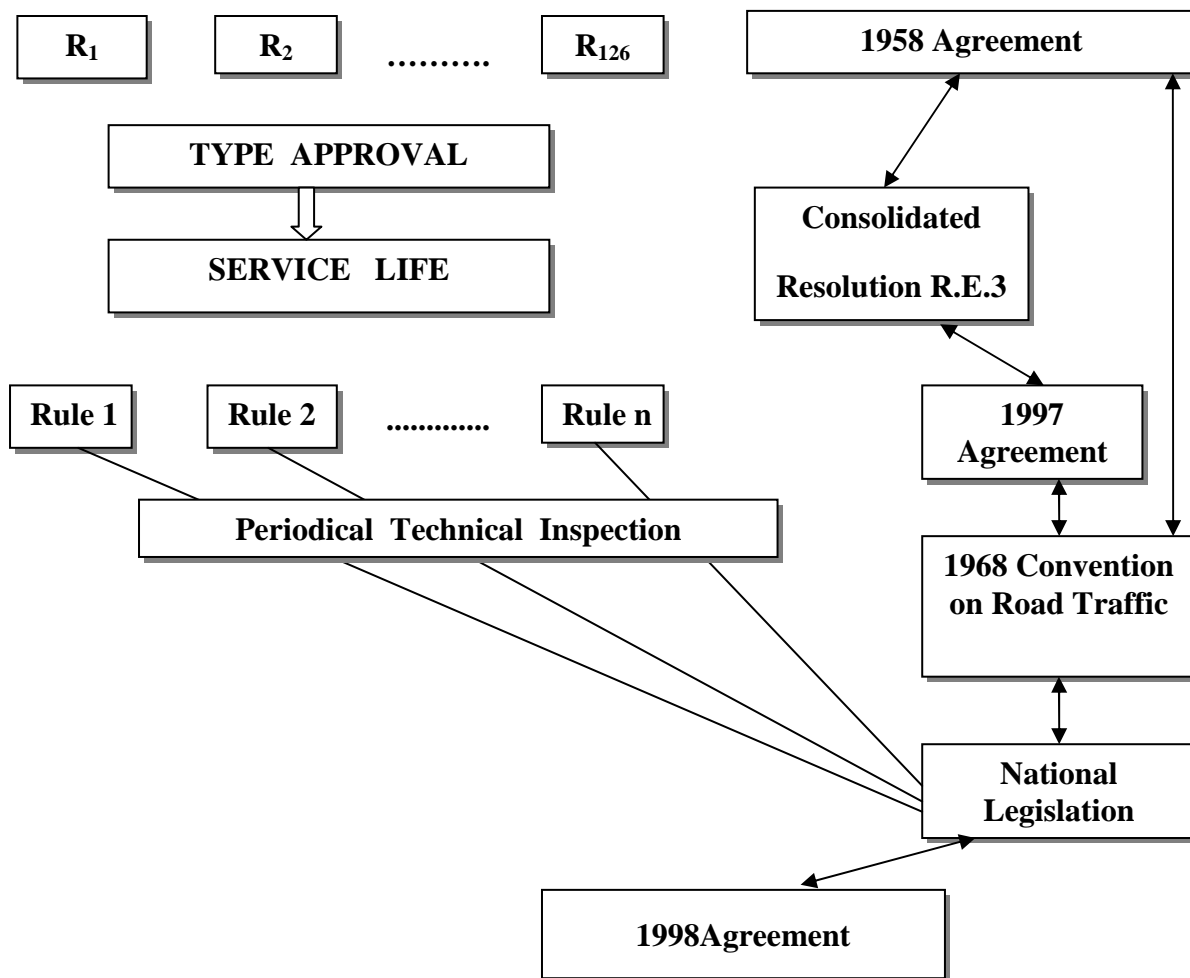 R1
R2
..........
R126
1958 Agreement
TYPE APPROVAL
Consolidated
Resolution R.E.3
SERVICE LIFE
Rule 1
Rule 2
.............
Rule n
1997
Agreement
Periodical Technical Inspection
1968 Convention
on Road Traffic
National
Legislation
1998Agreement